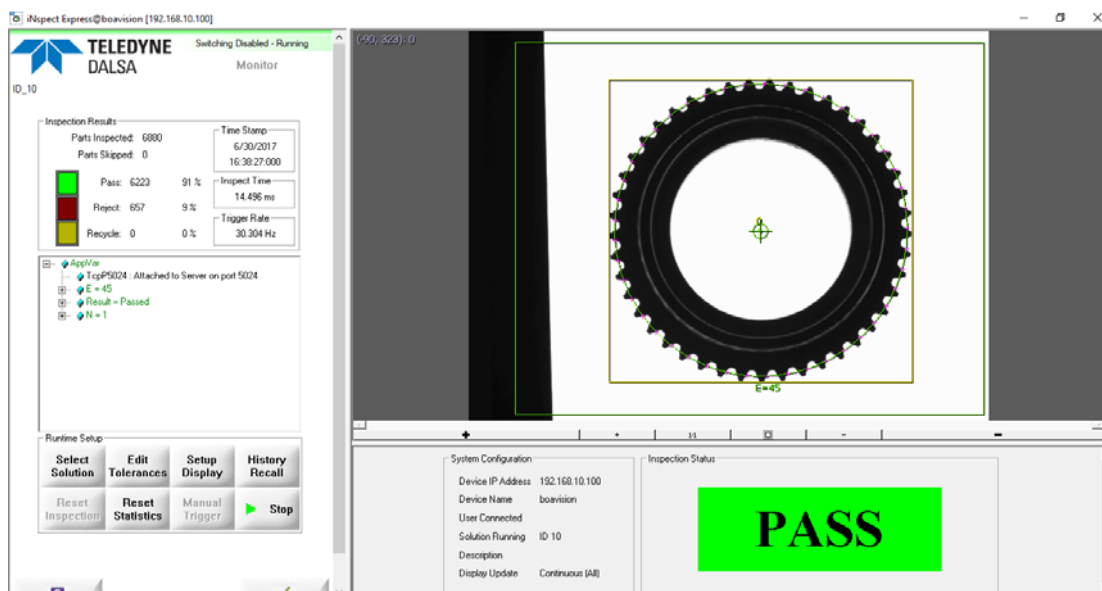 iNspect Express@boavision [192.168.10.100]
TELEDYNE
DALSA
Switching Disabled - Running
Monitor
ID_10
Inspection Results
Parts Inspected: 6880
Parts Skipped: 0
Pass: 6223 91 %
Reject: 657 9 %
Recycle: 0 0 %
Time Stamp
6/30/2017
16:38:27:000
Inspect Time
14.496 ms
Trigger Rate
30.304 Hz
AppVar
TcpP5024 : Attached to Server on port 5024
E = 45
Result = Passed
N = 1
Runtime Setup
Select Solution
Edit Tolerances
Setup Display
History Recall
Reset Inspection
Reset Statistics
Manual Trigger
Stop
(-90, 323): 0
E=45
1:1
System Configuration
Device IP Address 192.168.10.100
Device Name boavision
User Connected
Solution Running ID 10
Description
Display Update Continuous (All)
Inspection Status
PASS